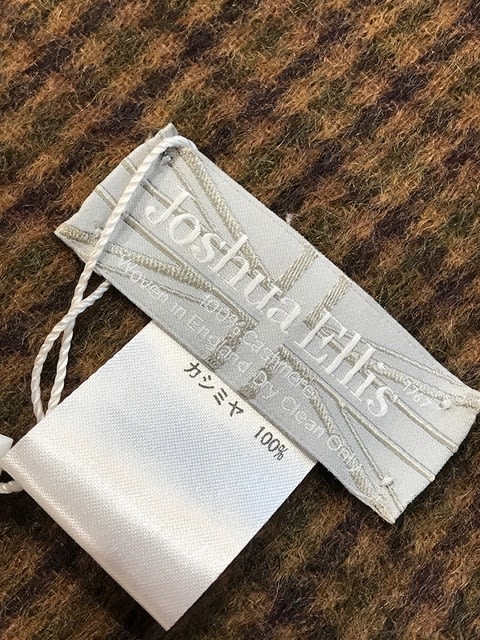 Joshua Ellis
1767
100% Cashmere
Woven in England Dry Clean Only
カシミヤ 100%